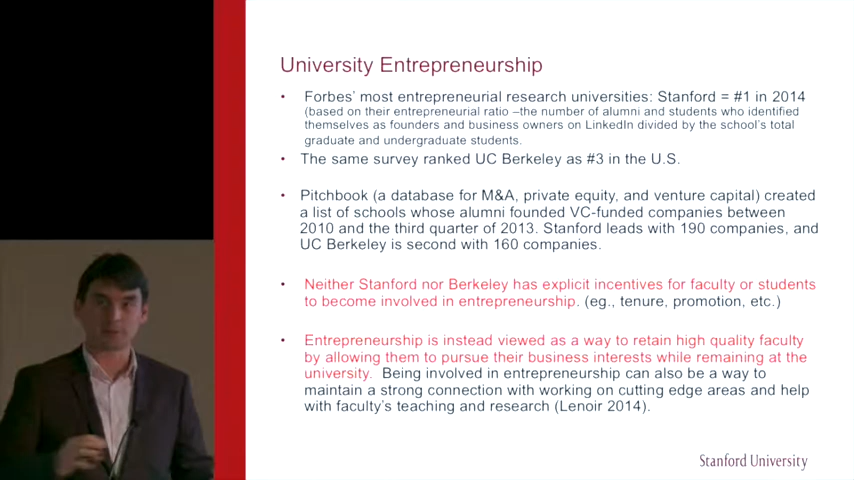 University Entrepreneurship
• Forbes' most entrepreneurial research universities: Stanford = #1 in 2014
(based on their entrepreneurial ratio –the number of alumni and students who identified
themselves as founders and business owners on LinkedIn divided by the school's total
graduate and undergraduate students.
• The same survey ranked UC Berkeley as #3 in the U.S.
• Pitchbook (a database for M&A, private equity, and venture capital) created
a list of schools whose alumni founded VC-funded companies between
2010 and the third quarter of 2013. Stanford leads with 190 companies, and
UC Berkeley is second with 160 companies.
• Neither Stanford nor Berkeley has explicit incentives for faculty or students
to become involved in entrepreneurship. (eg., tenure, promotion, etc.)
• Entrepreneurship is instead viewed as a way to retain high quality faculty
by allowing them to pursue their business interests while remaining at the
university. Being involved in entrepreneurship can also be a way to
maintain a strong connection with working on cutting edge areas and help
with faculty's teaching and research (Lenoir 2014).
Stanford University